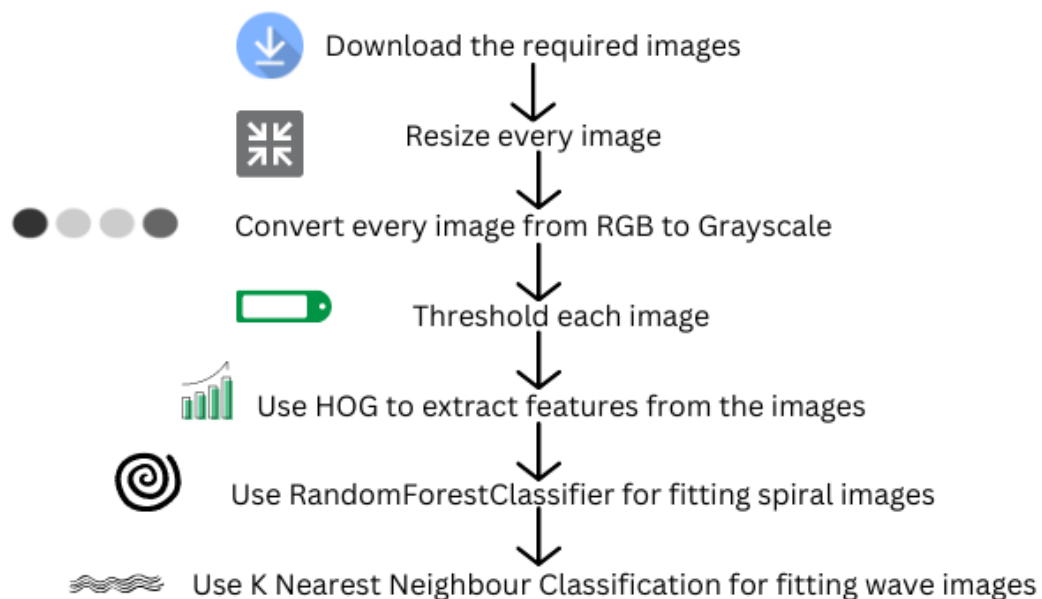 Download the required images
Resize every image
Convert every image from RGB to Grayscale
Threshold each image
Use HOG to extract features from the images
Use RandomForestClassifier for fitting spiral images
Use K Nearest Neighbour Classification for fitting wave images